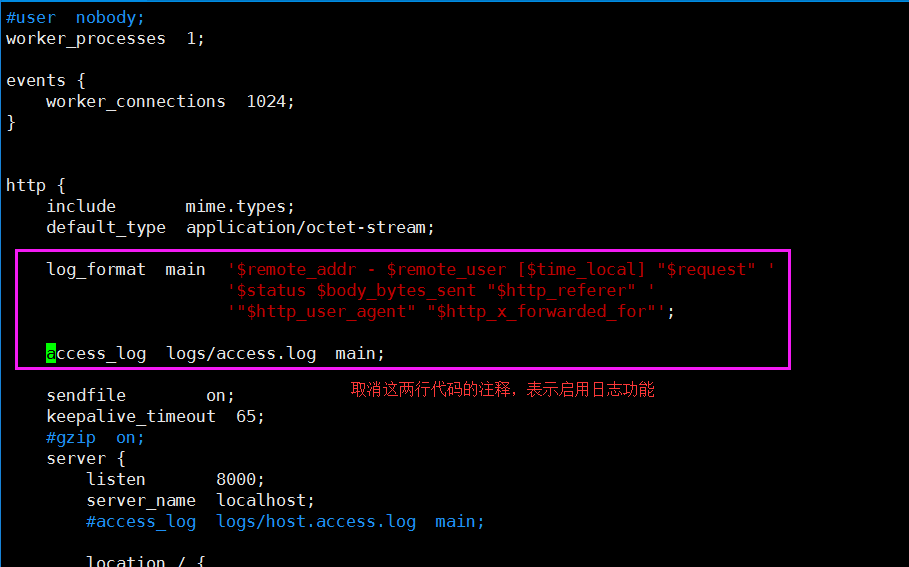 #user  nobody;
worker_processes  1;
events {
    worker_connections  1024;
}
http {
    include       mime.types;
    default_type  application/octet-stream;
    log_format  main  '$remote_addr - $remote_user [$time_local] "$request" '
                      '$status $body_bytes_sent "$http_referer" '
                      '"$http_user_agent" "$http_x_forwarded_for"';
    access_log  logs/access.log  main;
    sendfile        on;
取消这两行代码的注释，表示启用日志功能
    keepalive_timeout  65;
    #gzip  on;
    server {
        listen       8000;
        server_name  localhost;
        #access_log  logs/host.access.log  main;
        location / {